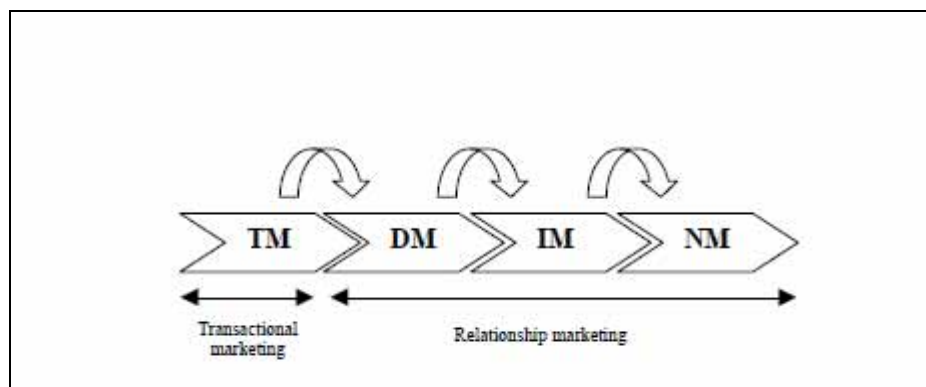 TM DM IM NM
Transactional
marketing
Relationship marketing